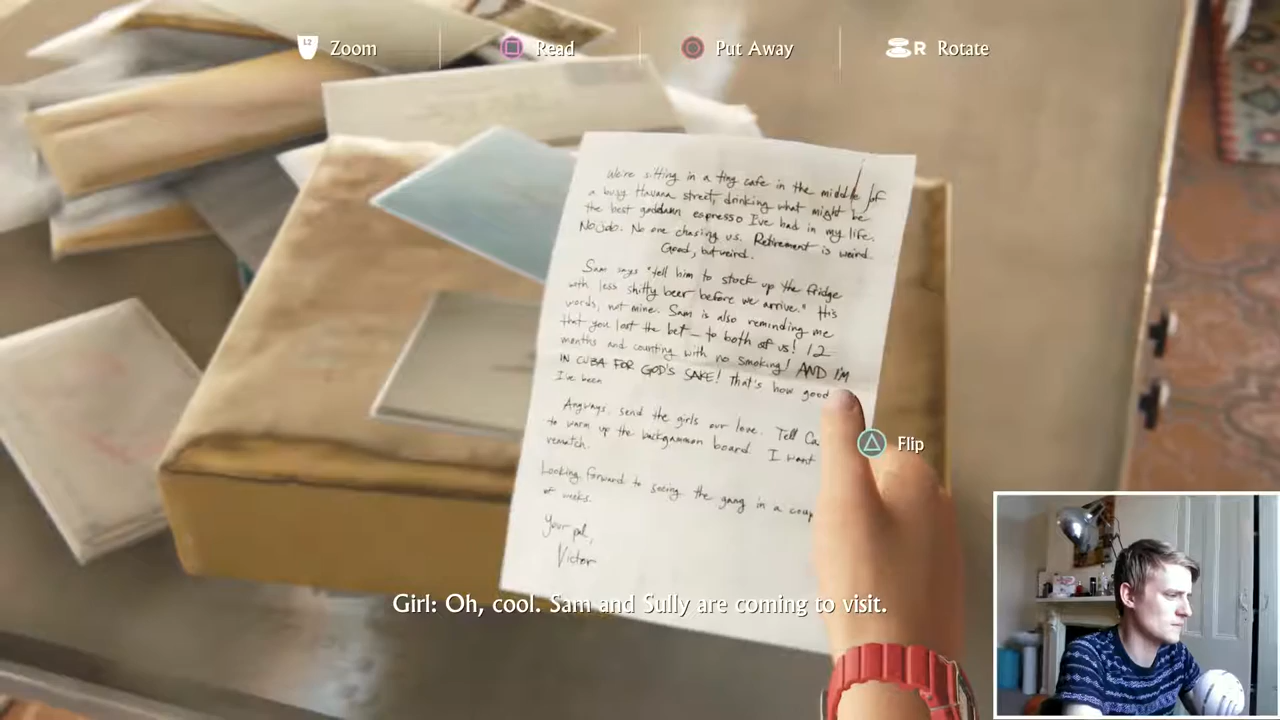 L2 Zoom Read Put Away R Rotate
We're sitting in a tiny cafe in the middle of
a busy Havana street, drinking what might be
the best goddamn espresso I've had in my life.
No job. No one chasing us. Retirement is weird.
Good, but weird.
Sam says "tell him to stock up the fridge
with less shitty beer before we arrive." His
words, not mine. Sam is also reminding me
that you lost the bet — to both of us! 12
months and counting with no smoking! AND I'M
IN CUBA FOR GOD'S SAKE! That's how good
I've been
Anyways, send the girls our love. Tell Ca
to warm up the backgammon board. I want
rematch.
Looking forward to seeing the gang in a coup
of weeks.
Your pal,
Victor
Flip
Girl: Oh, cool. Sam and Sully are coming to visit.